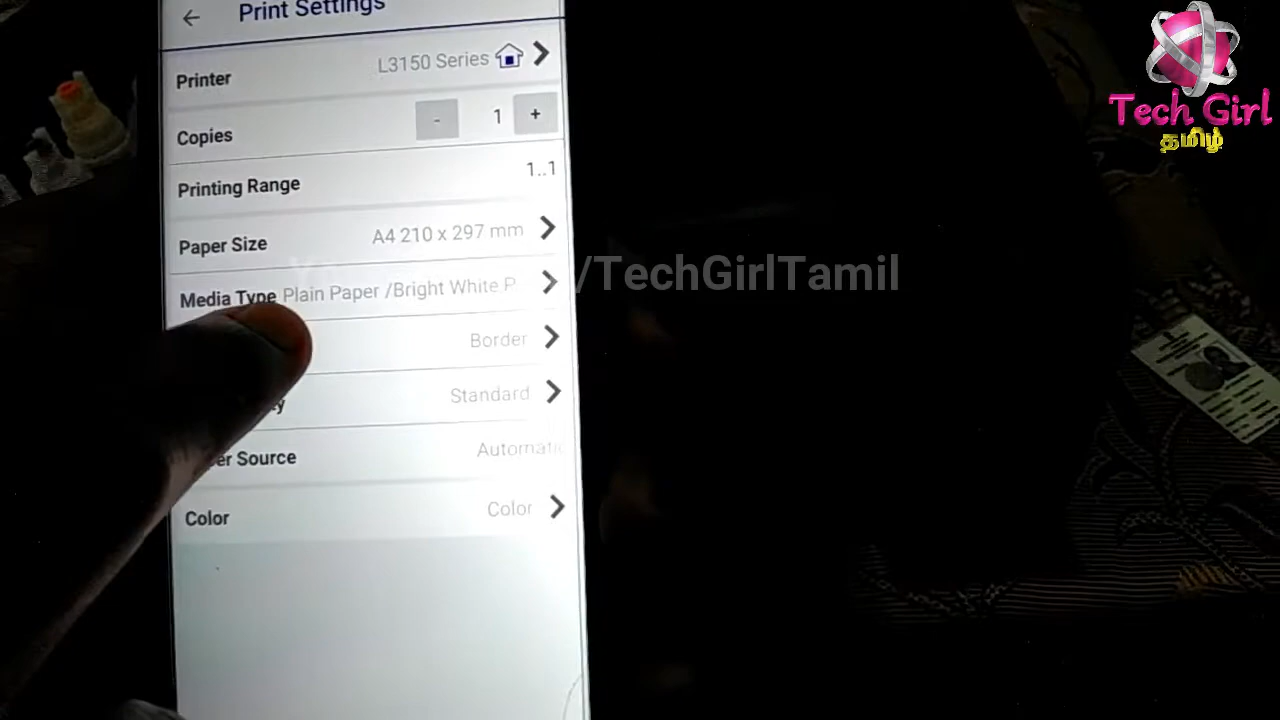 Print Settings
Printer L3150 Series
Copies - 1 +
Printing Range 1..1
Paper Size A4 210 x 297 mm
Media Type Plain Paper /Bright White P
Border
Standard
Source Automatic
Color Color
/TechGirlTamil
Tech Girl
தமிழ்